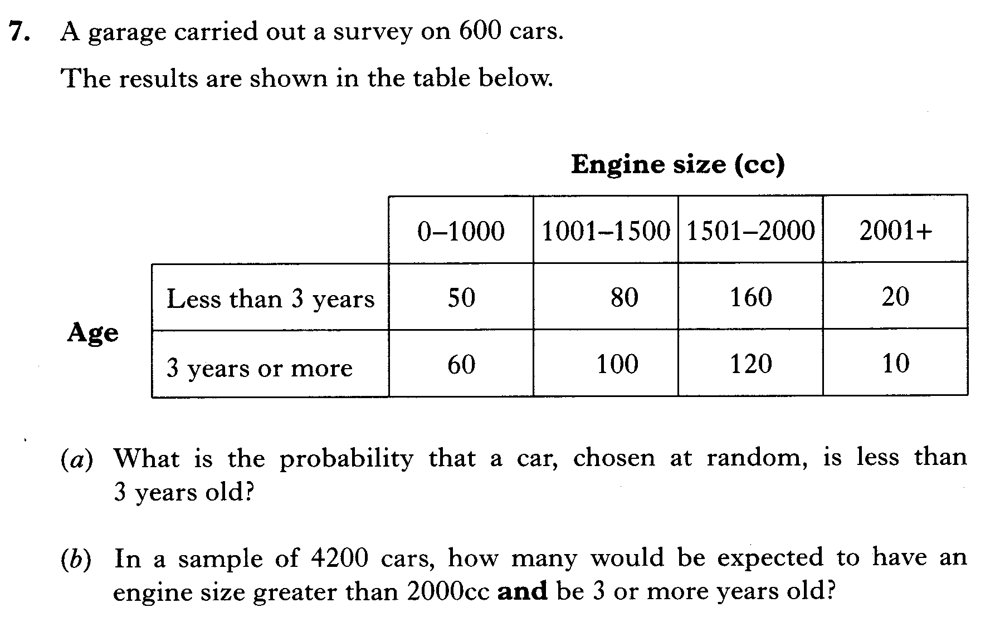 7. A garage carried out a survey on 600 cars.
The results are shown in the table below.
Engine size (cc)
0–1000 1001–1500 1501–2000 2001+
Less than 3 years 50 80 160 20
Age
3 years or more 60 100 120 10
(a) What is the probability that a car, chosen at random, is less than
3 years old?
(b) In a sample of 4200 cars, how many would be expected to have an
engine size greater than 2000cc and be 3 or more years old?